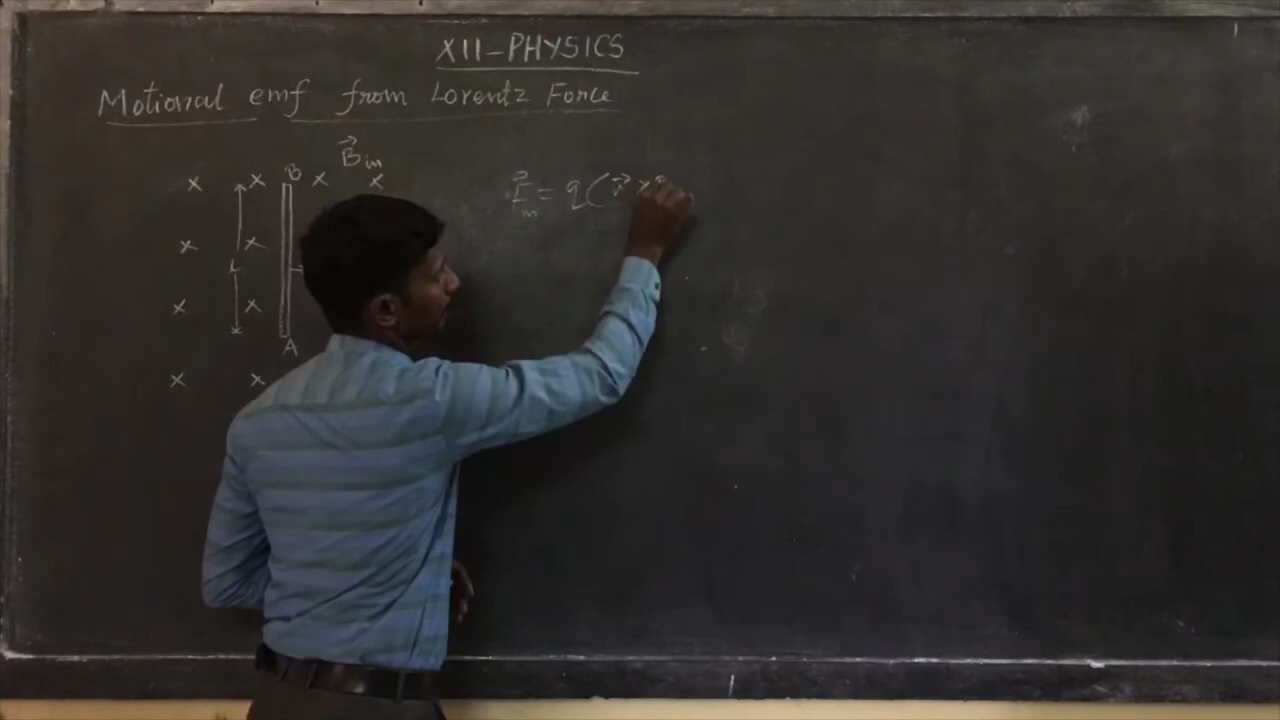 XII-PHYSICS
Motional emf from Lorentz Force
B⃗ in
x x B x x
x x
L
x x
A
x x
F⃗m = q(v⃗ ×